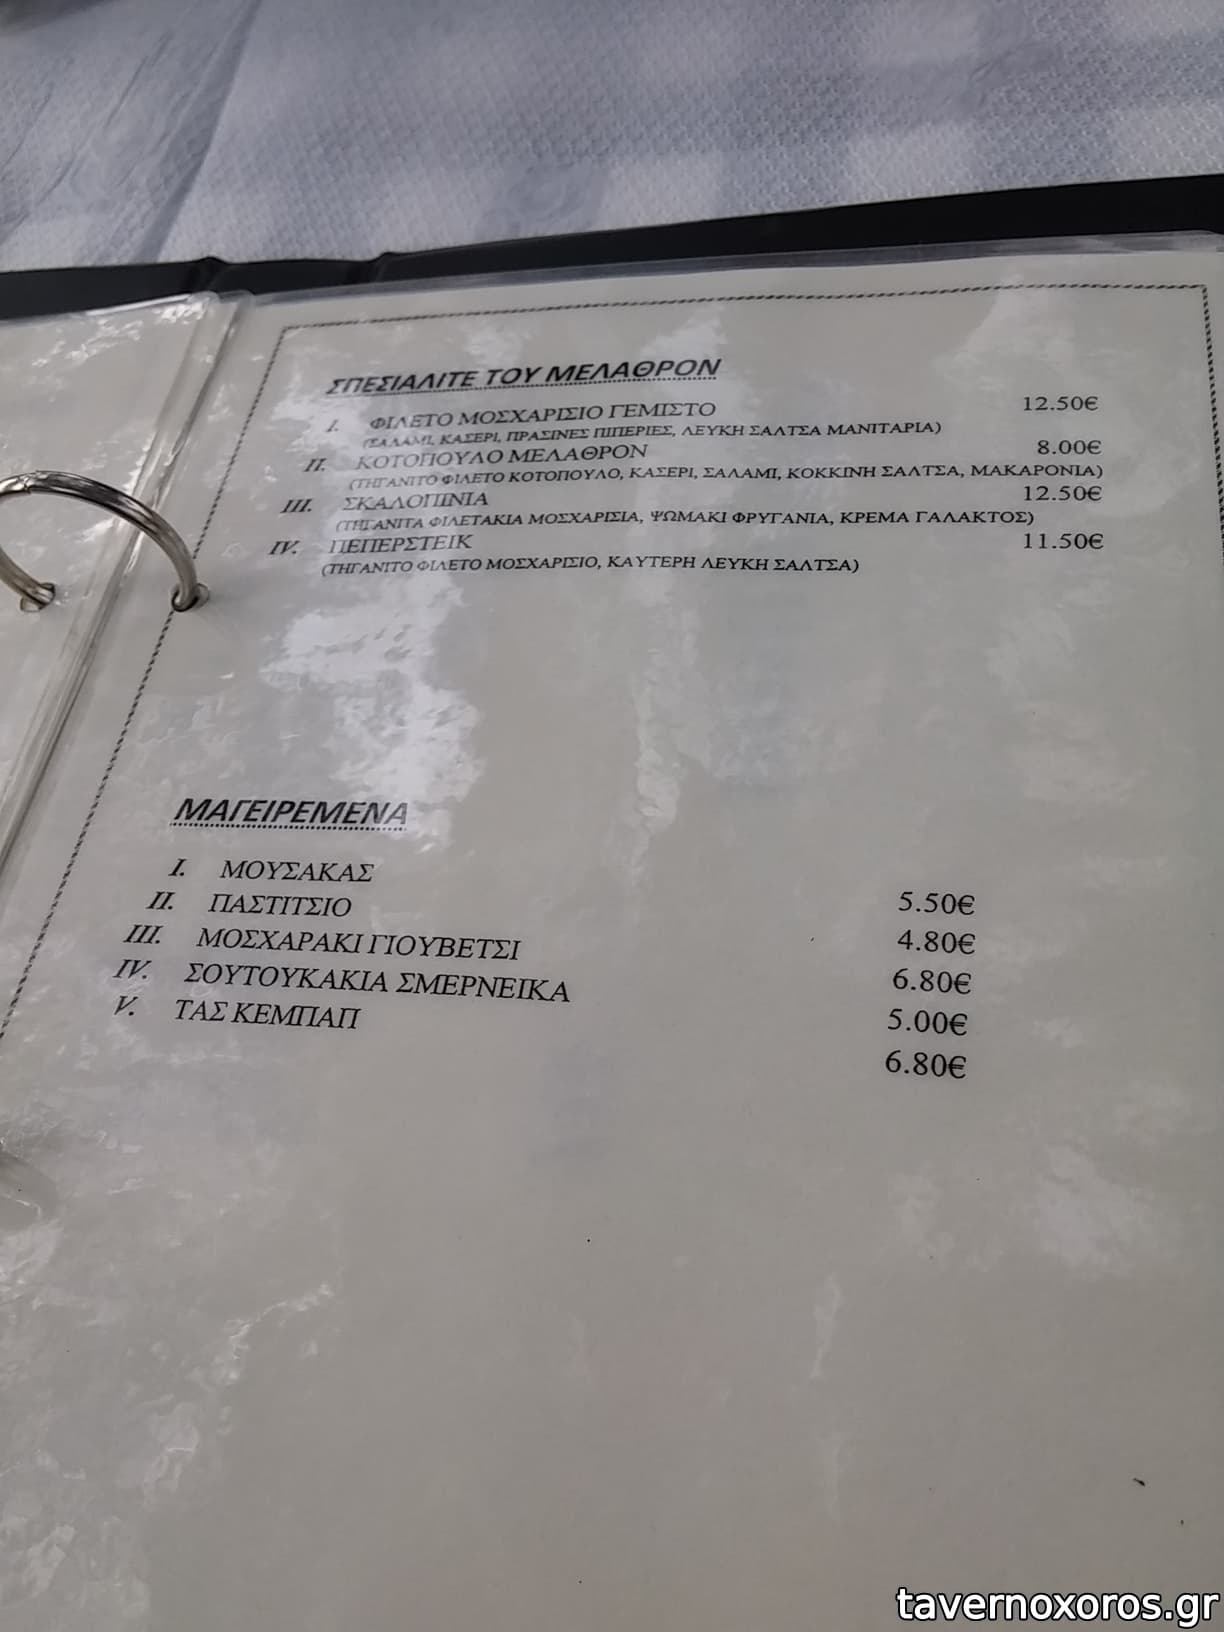 ΣΠΕΣΙΑΛΙΤΕ ΤΟΥ ΜΕΛΑΘΡΟΝ
I. ΦΙΛΕΤΟ ΜΟΣΧΑΡΙΣΙΟ ΓΕΜΙΣΤΟ 12.50€
(ΣΑΛΑΜΙ, ΚΑΣΕΡΙ, ΠΡΑΣΙΝΕΣ ΠΙΠΕΡΙΕΣ, ΛΕΥΚΗ ΣΑΛΤΣΑ ΜΑΝΙΤΑΡΙΑ)
II. ΚΟΤΟΠΟΥΛΟ ΜΕΛΑΘΡΟΝ 8.00€
(ΤΗΓΑΝΙΤΟ ΦΙΛΕΤΟ ΚΟΤΟΠΟΥΛΟ, ΚΑΣΕΡΙ, ΣΑΛΑΜΙ, ΚΟΚΚΙΝΗ ΣΑΛΤΣΑ, ΜΑΚΑΡΟΝΙΑ)
III. ΣΚΑΛΟΠΙΝΙΑ 12.50€
(ΤΗΓΑΝΙΤΑ ΦΙΛΕΤΑΚΙΑ ΜΟΣΧΑΡΙΣΙΑ, ΨΩΜΑΚΙ ΦΡΥΓΑΝΙΑ, ΚΡΕΜΑ ΓΑΛΑΚΤΟΣ)
IV. ΠΕΠΕΡΣΤΕΙΚ 11.50€
(ΤΗΓΑΝΙΤΟ ΦΙΛΕΤΟ ΜΟΣΧΑΡΙΣΙΟ, ΚΑΥΤΕΡΗ ΛΕΥΚΗ ΣΑΛΤΣΑ)
ΜΑΓΕΙΡΕΜΕΝΑ
I. ΜΟΥΣΑΚΑΣ 5.50€
II. ΠΑΣΤΙΤΣΙΟ 4.80€
III. ΜΟΣΧΑΡΑΚΙ ΓΙΟΥΒΕΤΣΙ 6.80€
IV. ΣΟΥΤΟΥΚΑΚΙΑ ΣΜΕΡΝΕΙΚΑ 5.00€
V. ΤΑΣ ΚΕΜΠΑΠ 6.80€
tavernoxoros.gr